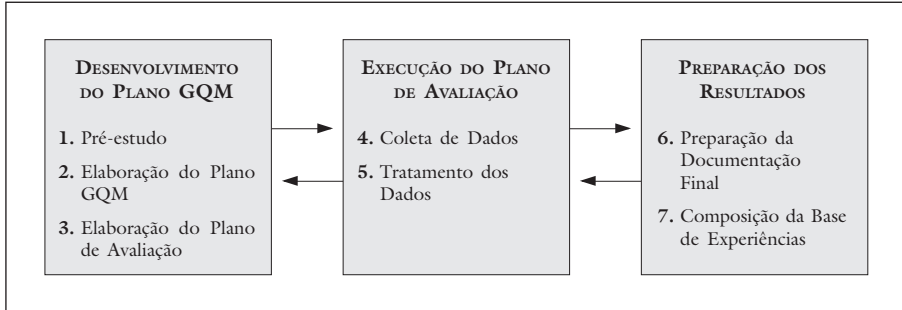 DESENVOLVIMENTO
DO PLANO GQM
1. Pré-estudo
2. Elaboração do Plano
GQM
3. Elaboração do Plano
de Avaliação
EXECUÇÃO DO PLANO
DE AVALIAÇÃO
4. Coleta de Dados
5. Tratamento dos
Dados
PREPARAÇÃO DOS
RESULTADOS
6. Preparação da
Documentação
Final
7. Composição da Base
de Experiências